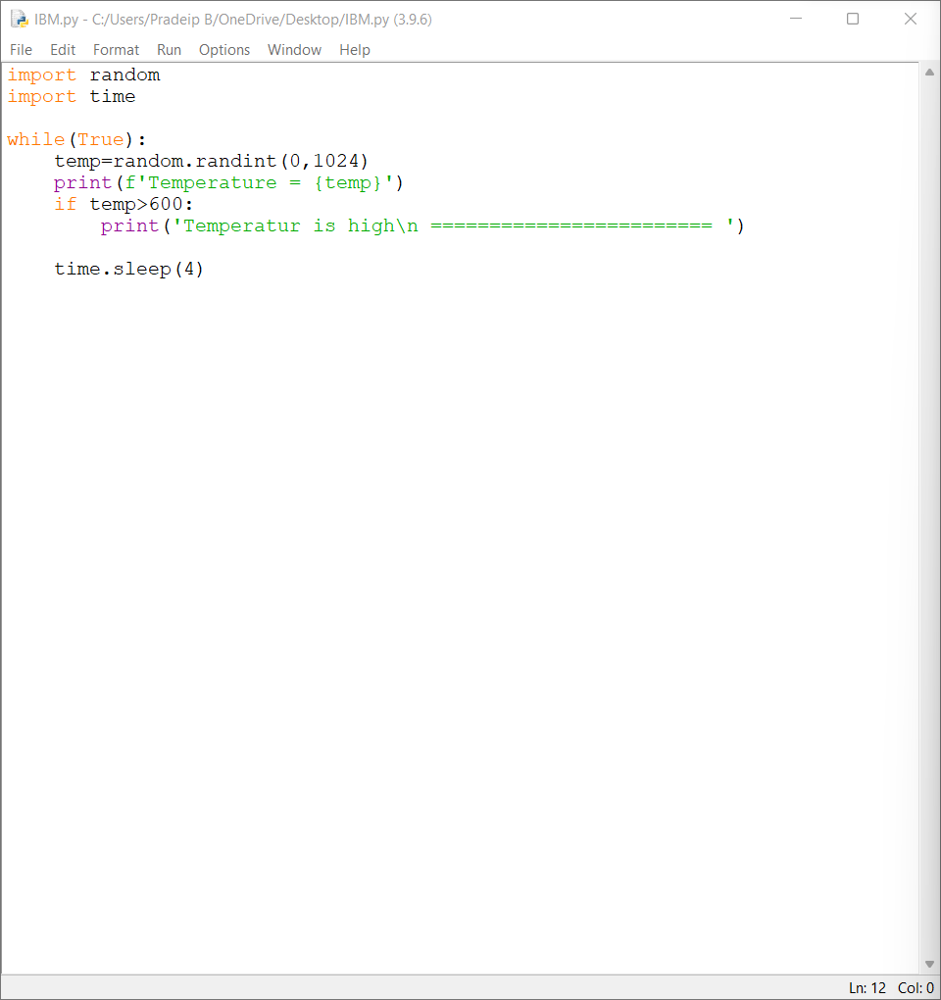 IBM.py - C:/Users/Pradeip B/OneDrive/Desktop/IBM.py (3.9.6)
File Edit Format Run Options Window Help
import random
import time
while(True):
    temp=random.randint(0,1024)
    print(f'Temperature = {temp}')
    if temp>600:
        print('Temperatur is high\n ======================== ')
    time.sleep(4)
Ln: 12 Col: 0